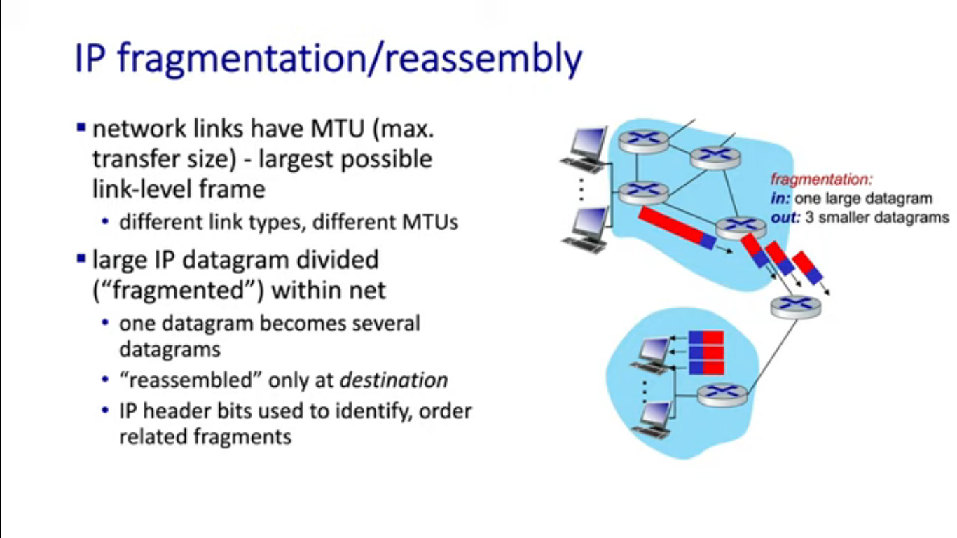 IP fragmentation/reassembly
▪ network links have MTU (max.
transfer size) - largest possible
link-level frame
• different link types, different MTUs
▪ large IP datagram divided
(“fragmented”) within net
• one datagram becomes several
datagrams
• “reassembled” only at destination
• IP header bits used to identify, order
related fragments
fragmentation:
in: one large datagram
out: 3 smaller datagrams